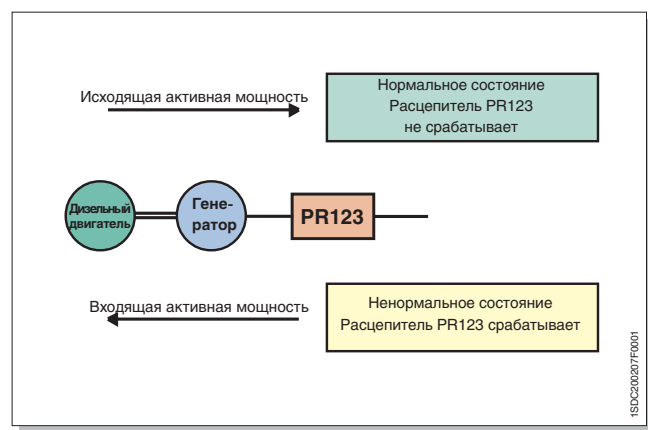 Исходящая активная мощность
Нормальное состояние
Расцепитель PR123
не срабатывает
Дизельный
двигатель
Гене-
ратор
PR123
Входящая активная мощность
Ненормальное состояние
Расцепитель PR123 срабатывает
1SDC200207F0001